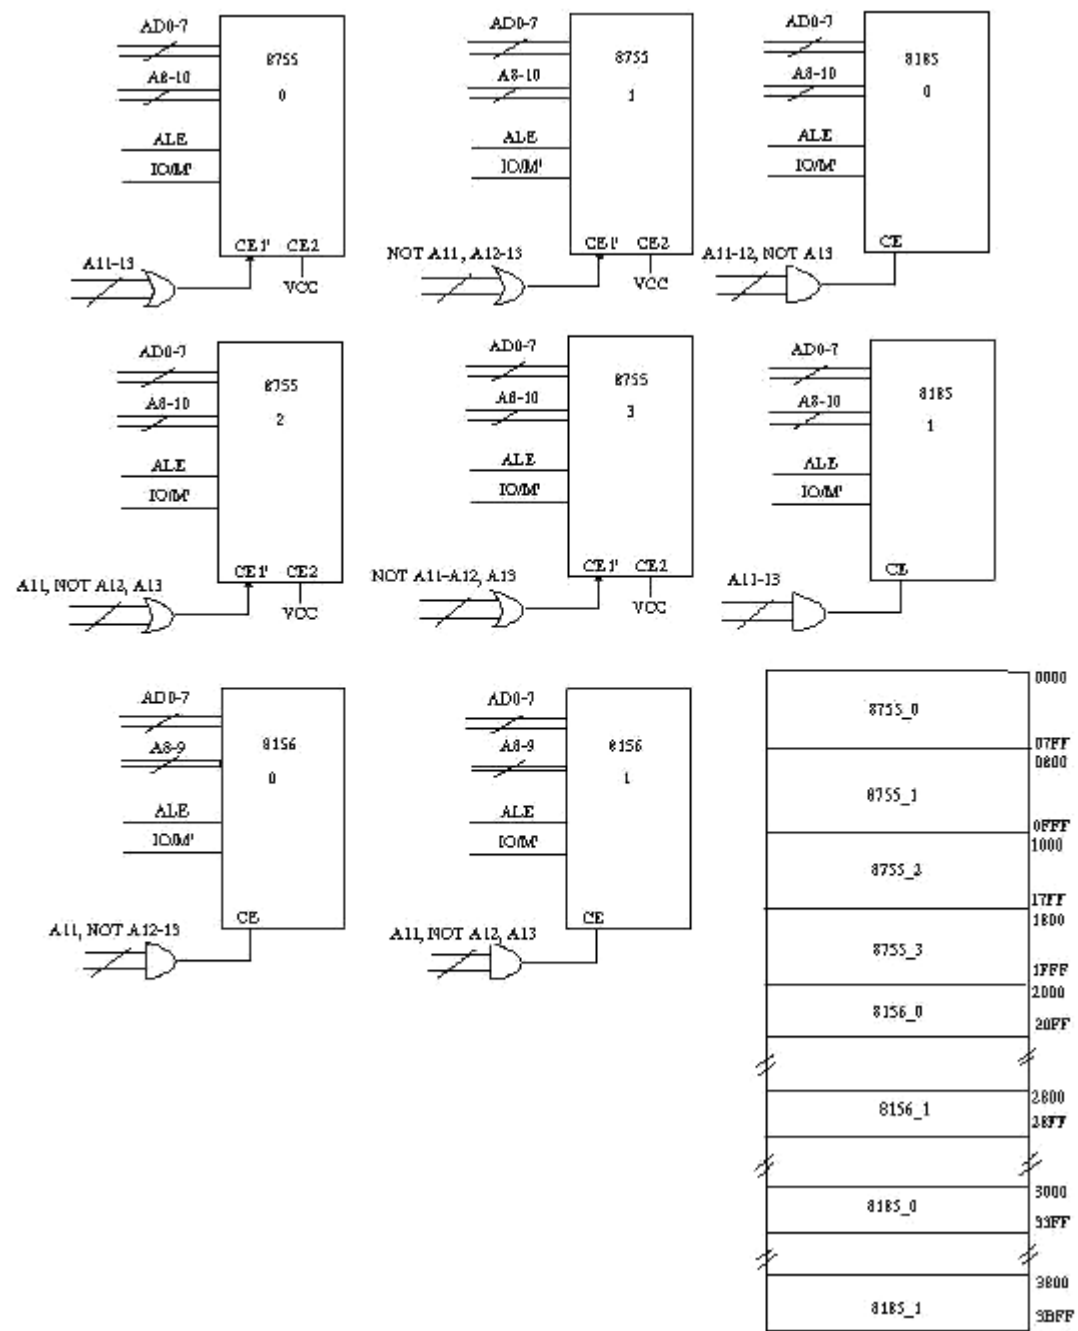 AD0-7
A8-10
ALE
IO/M'
8755
0
CE1' CE2
A11-13
VCC
AD0-7
A8-10
ALE
IO/M'
8755
1
CE1' CE2
NOT A11, A12-13
VCC
AD0-7
A8-10
ALE
IO/M'
8185
0
CE
A11-12, NOT A13
AD0-7
A8-10
ALE
IO/M'
8755
2
CE1' CE2
A11, NOT A12, A13
VCC
AD0-7
A8-10
ALE
IO/M'
8755
3
CE1' CE2
NOT A11-A12, A13
VCC
AD0-7
A8-10
ALE
IO/M'
8185
1
CE
A11-13
AD0-7
A8-9
ALE
IO/M'
8156
0
CE
A11, NOT A12-13
AD0-7
A8-9
ALE
IO/M'
8156
1
CE
A11, NOT A12, A13
0000
8755_0
07FF
0800
8755_1
0FFF
1000
8755_2
17FF
1800
8755_3
1FFF
2000
8156_0
20FF
2800
8156_1
28FF
3000
8185_0
33FF
3800
8185_1
3BFF